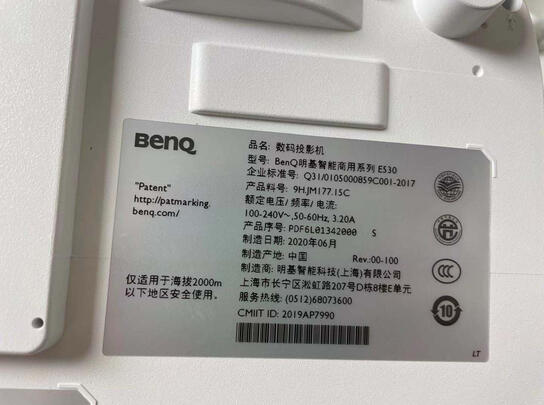 BenQ
"Patent"
http://patmarking.
benq.com/
仅适用于海拔2000m
以下地区安全使用。
品名: 数码投影机
型号: BenQ明基智能商用系列 E530
企业标准号: Q31/0105000859C001-2017
产品料号: 9H.JM177.15C
额定电压/ 频率/ 电流:
100-240V~,50-60Hz, 3.20A
产品序号: PDF6L01342000 S
制造日期: 2020年06月
制造产地: 中国 Rev.:00-100
制造商: 明基智能科技(上海)有限公司
上海市长宁区淞虹路207号D栋8楼E单元
服务热线: (0512)68073600
CMIIT ID: 2019AP7990
CCC
10
LT